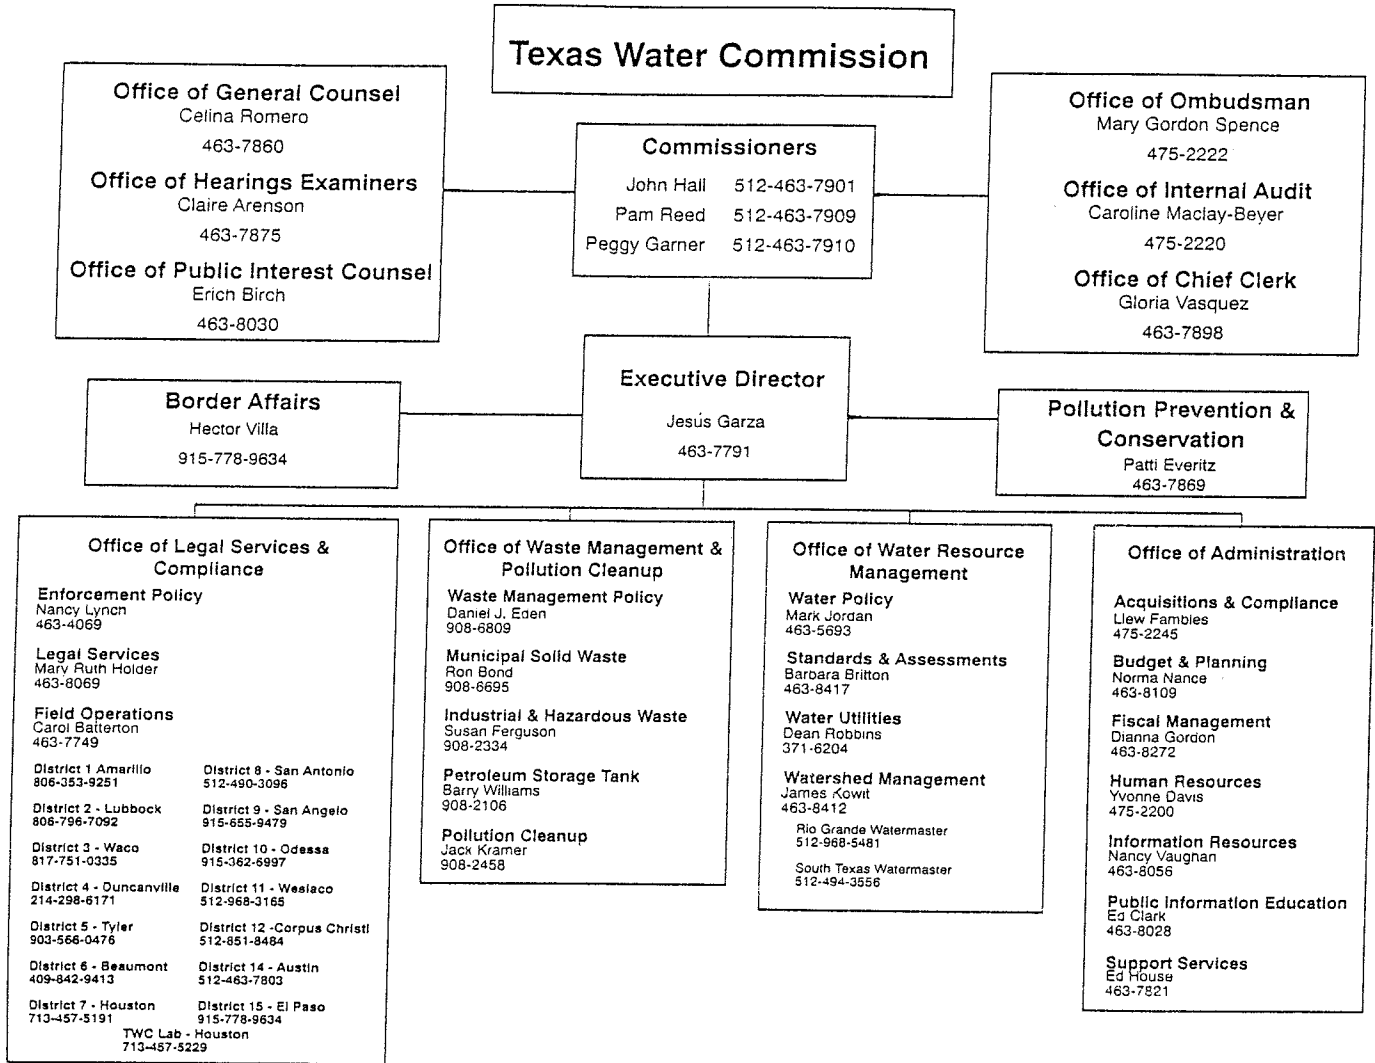 Texas Water Commission
Office of General Counsel
Celina Romero
463-7860
Office of Hearings Examiners
Claire Arenson
463-7875
Office of Public Interest Counsel
Erich Birch
463-8030
Commissioners
John Hall 512-463-7901
Pam Reed 512-463-7909
Peggy Garner 512-463-7910
Office of Ombudsman
Mary Gordon Spence
475-2222
Office of Internal Audit
Caroline Maclay-Beyer
475-2220
Office of Chief Clerk
Gloria Vasquez
463-7898
Border Affairs
Hector Villa
915-778-9634
Executive Director
Jesús Garza
463-7791
Pollution Prevention &
Conservation
Patti Everitz
463-7869
Office of Legal Services &
Compliance
Enforcement Policy
Nancy Lynch
463-4069
Legal Services
Mary Ruth Holder
463-8069
Field Operations
Carol Batterton
463-7749
District 1 Amarillo
806-353-9251
District 2 - Lubbock
806-796-7092
District 3 - Waco
817-751-0335
District 4 - Duncanville
214-298-6171
District 5 - Tyler
903-566-0476
District 6 - Beaumont
409-842-9413
District 7 - Houston
713-457-5191
District 8 - San Antonio
512-490-3096
District 9 - San Angelo
915-655-9479
District 10 - Odessa
915-362-6997
District 11 - Weslaco
512-968-3165
District 12 -Corpus Christi
512-851-8484
District 14 - Austin
512-463-7803
District 15 - El Paso
915-778-9634
TWC Lab - Houston
713-457-5229
Office of Waste Management &
Pollution Cleanup
Waste Management Policy
Daniel J. Eden
908-6809
Municipal Solid Waste
Ron Bond
908-6695
Industrial & Hazardous Waste
Susan Ferguson
908-2334
Petroleum Storage Tank
Barry Williams
908-2106
Pollution Cleanup
Jack Kramer
908-2458
Office of Water Resource
Management
Water Policy
Mark Jordan
463-5693
Standards & Assessments
Barbara Britton
463-8417
Water Utilities
Dean Robbins
371-6204
Watershed Management
James Kowit
463-8412
Rio Grande Watermaster
512-968-5481
South Texas Watermaster
512-494-3556
Office of Administration
Acquisitions & Compliance
Llew Fambles
475-2245
Budget & Planning
Norma Nance
463-8109
Fiscal Management
Dianna Gordon
463-8272
Human Resources
Yvonne Davis
475-2200
Information Resources
Nancy Vaughan
463-8056
Public Information Education
Ed Clark
463-8028
Support Services
Ed House
463-7821